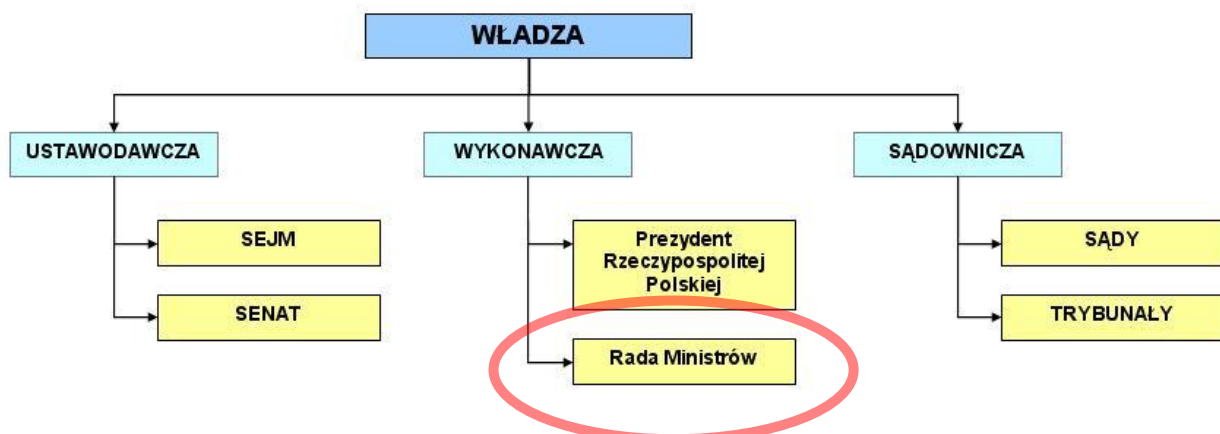 WŁADZA
USTAWODAWCZA
WYKONAWCZA
SĄDOWNICZA
SEJM
SENAT
Prezydent
Rzeczypospolitej
Polskiej
Rada Ministrów
SĄDY
TRYBUNAŁY